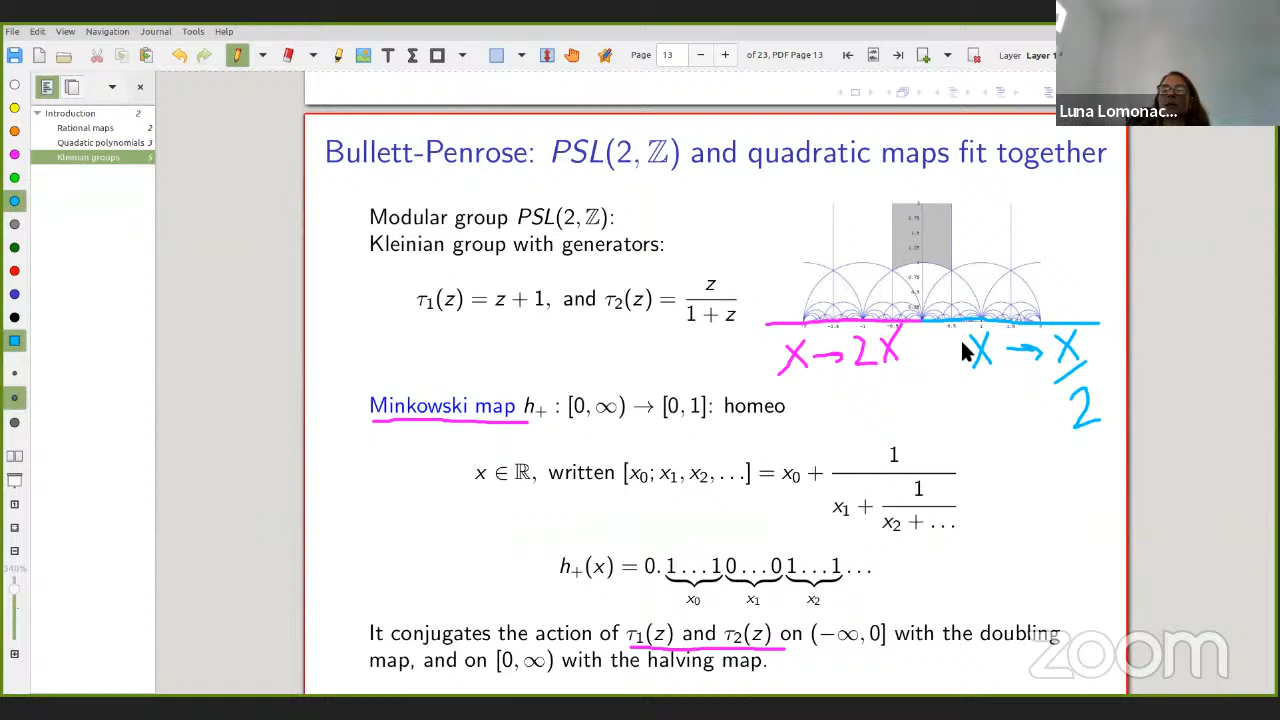 File Edit View Navigation Journal Tools Help
Page 13 of 23, PDF Page 13 Layer Layer 1
Luna Lomonac...
Introduction 2
Rational maps 2
Quadatic polynomials 3
Kleinian groups 5
340%
Bullett-Penrose: PSL(2, ℤ) and quadratic maps fit together
Modular group PSL(2, ℤ):
Kleinian group with generators:
τ₁(z) = z + 1, and τ₂(z) = z / (1 + z)
x → 2x
x → x/2
Minkowski map h₊ : [0, ∞) → [0, 1]: homeo
x ∈ ℝ, written [x₀; x₁, x₂, . . .] = x₀ + 1 / (x₁ + 1 / (x₂ + . . .))
h₊(x) = 0. 1 . . . 1 0 . . . 0 1 . . . 1 . . .
x₀ x₁ x₂
It conjugates the action of τ₁(z) and τ₂(z) on (−∞, 0] with the doubling
map, and on [0, ∞) with the halving map.
zoom